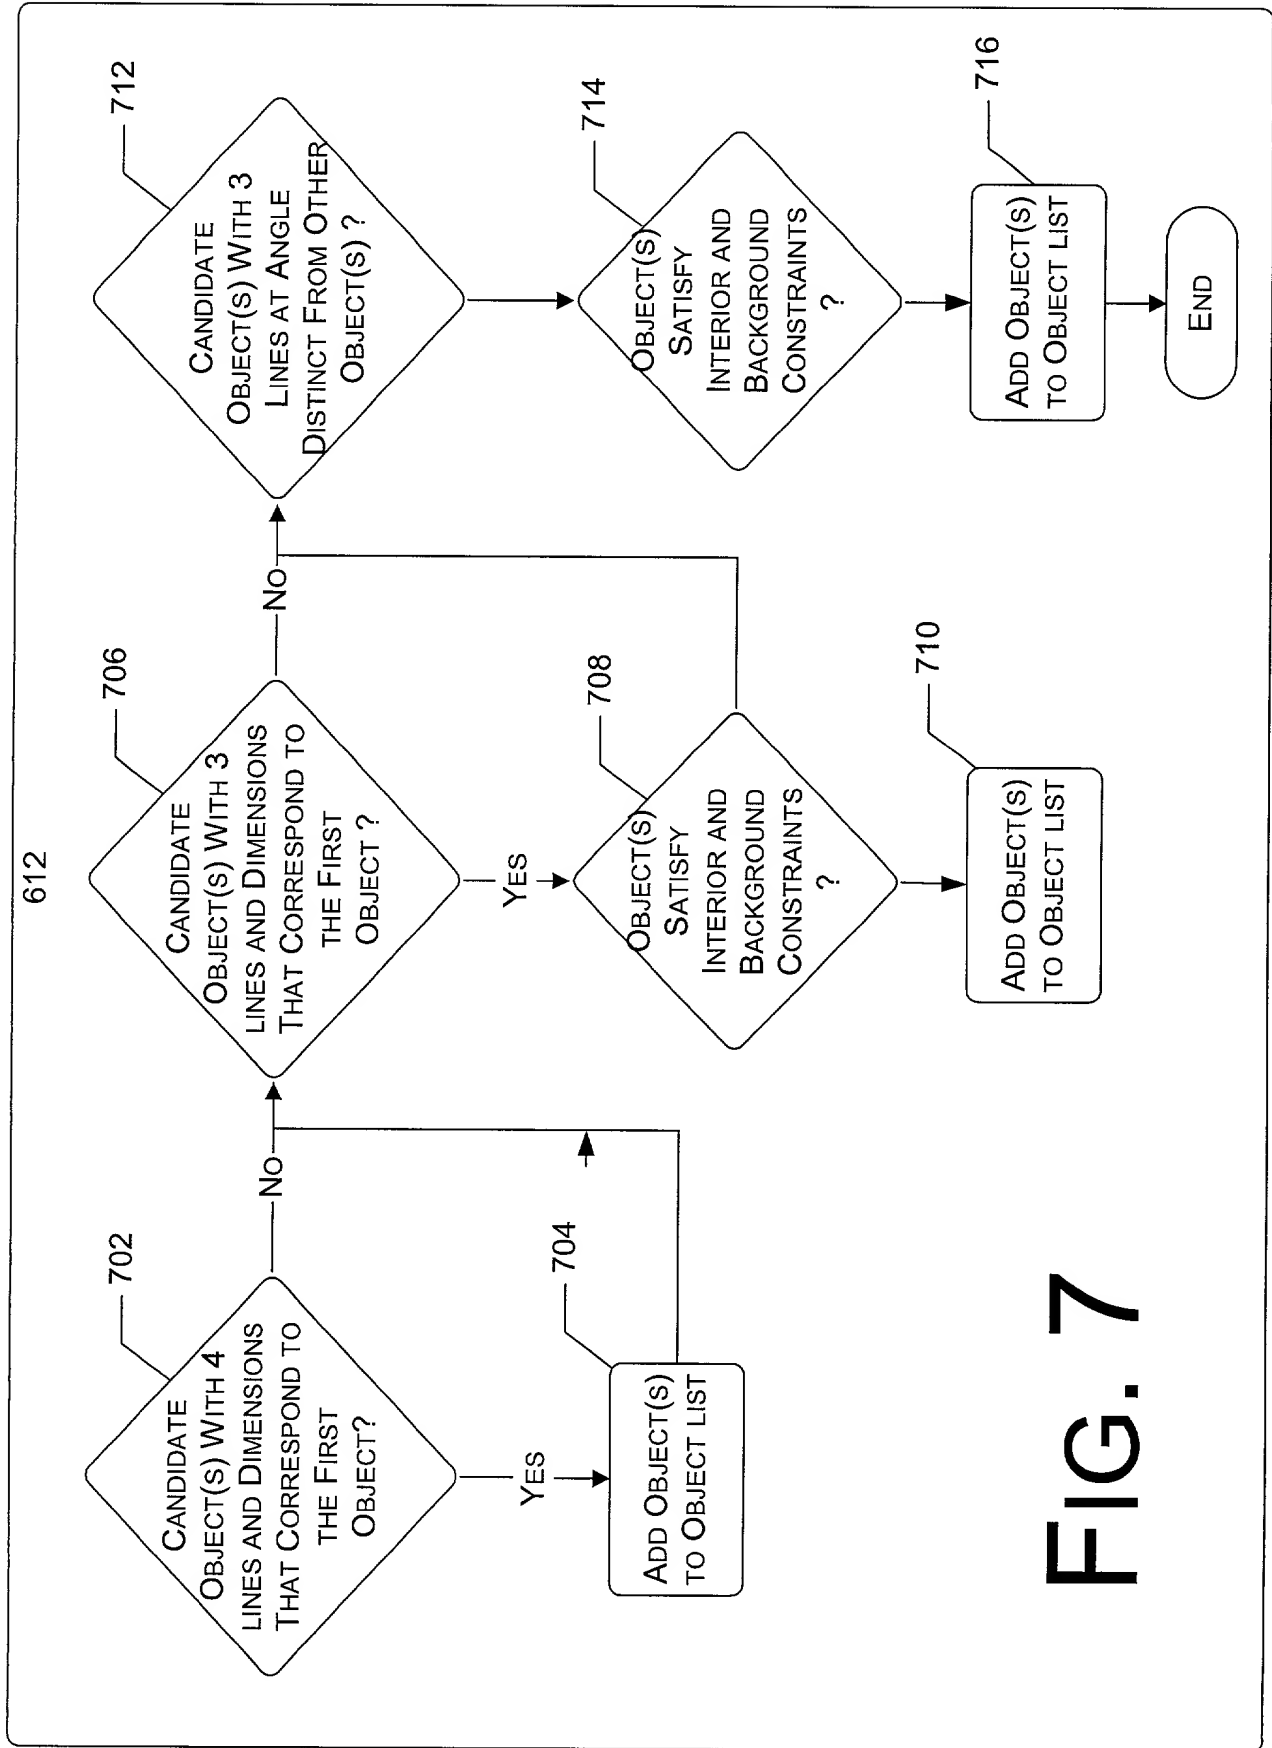 612
702
CANDIDATE
OBJECT(S) WITH 4
LINES AND DIMENSIONS
THAT CORRESPOND TO
THE FIRST
OBJECT?
NO
YES
704
ADD OBJECT(S)
TO OBJECT LIST
706
CANDIDATE
OBJECT(S) WITH 3
LINES AND DIMENSIONS
THAT CORRESPOND TO
THE FIRST
OBJECT ?
NO
YES
708
OBJECT(S)
SATISFY
INTERIOR AND
BACKGROUND
CONSTRAINTS
?
710
ADD OBJECT(S)
TO OBJECT LIST
712
CANDIDATE
OBJECT(S) WITH 3
LINES AT ANGLE
DISTINCT FROM OTHER
OBJECT(S) ?
714
OBJECT(S)
SATISFY
INTERIOR AND
BACKGROUND
CONSTRAINTS
?
716
ADD OBJECT(S)
TO OBJECT LIST
END
FIG. 7